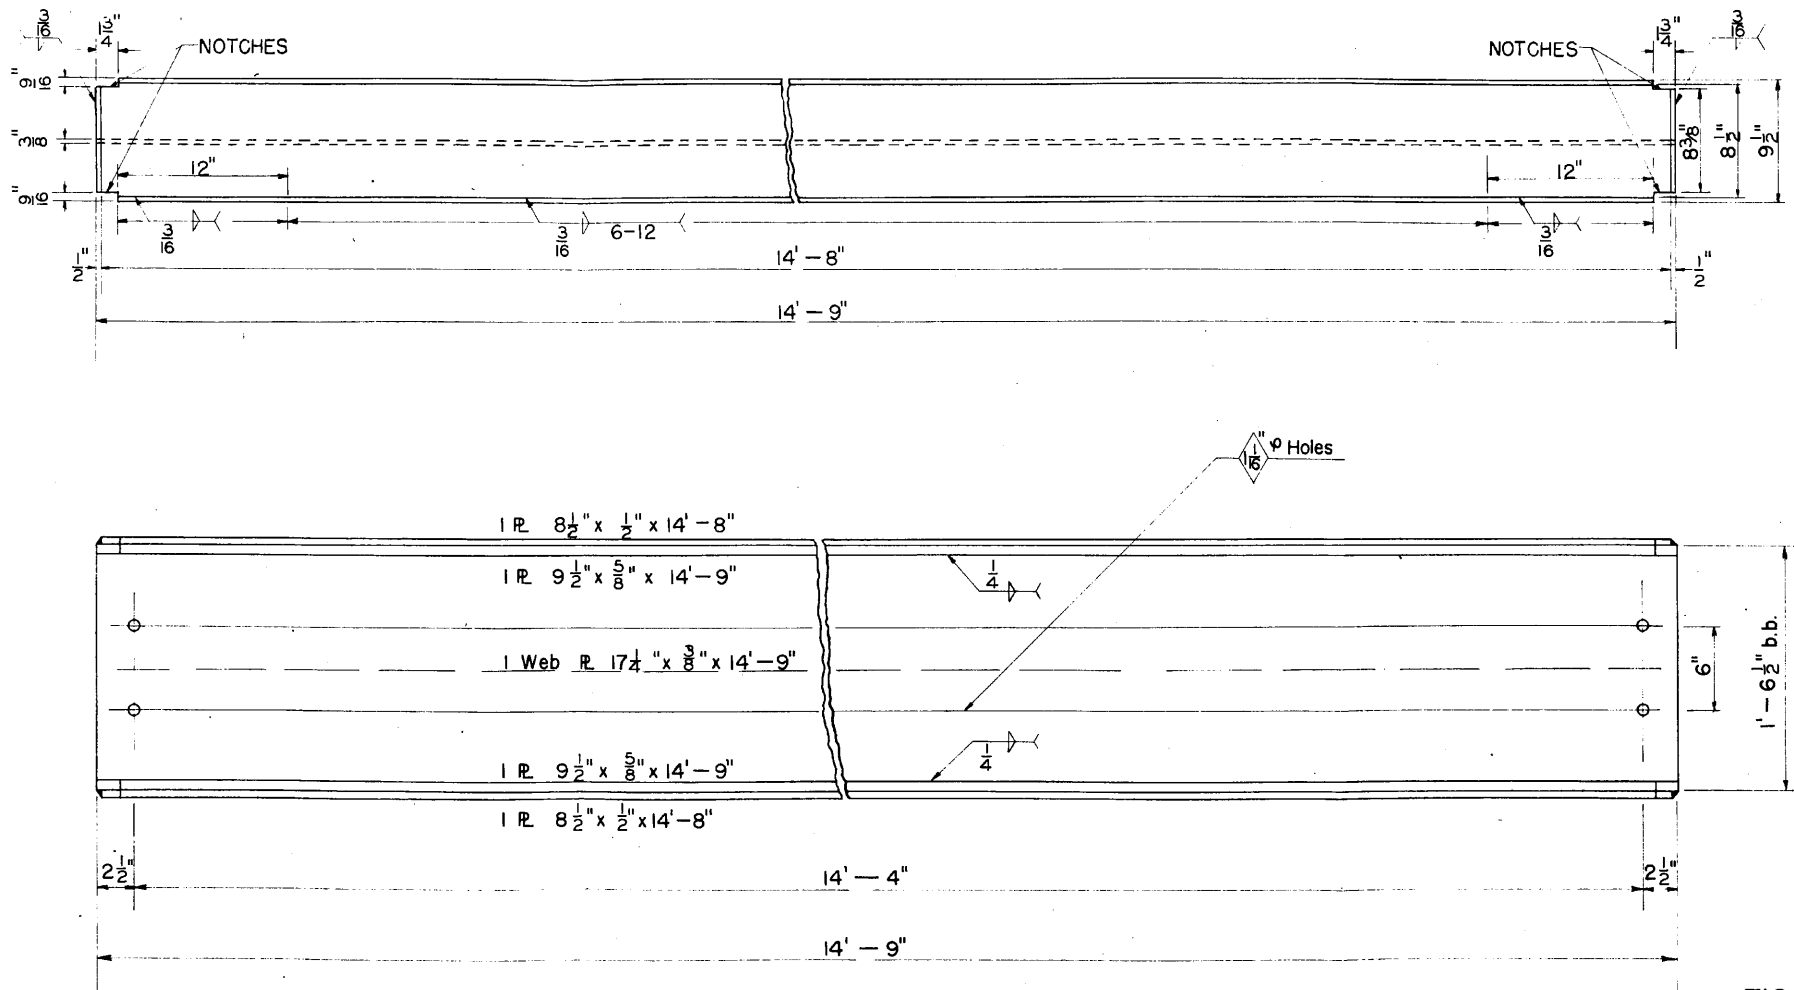 3/16
1 3/4"
NOTCHES
NOTCHES
1 3/4"
3/16
9/16"
3/8"
9/16"
12"
12"
8 3/8"
8 1/2"
9 1/2"
3/16
3/16 6-12
3/16
1/2"
14'-8"
1/2"
14'-9"
1 1/16" φ Holes
1 PL 8 1/2" x 1/2" x 14'-8"
1 PL 9 1/2" x 5/8" x 14'-9"
1/4
1 Web PL 17 1/4" x 3/8" x 14'-9"
6"
1'-6 1/2" b.b.
1/4
1 PL 9 1/2" x 5/8" x 14'-9"
1 PL 8 1/2" x 1/2" x 14'-8"
2 1/2"
14'-4"
2 1/2"
14'-9"